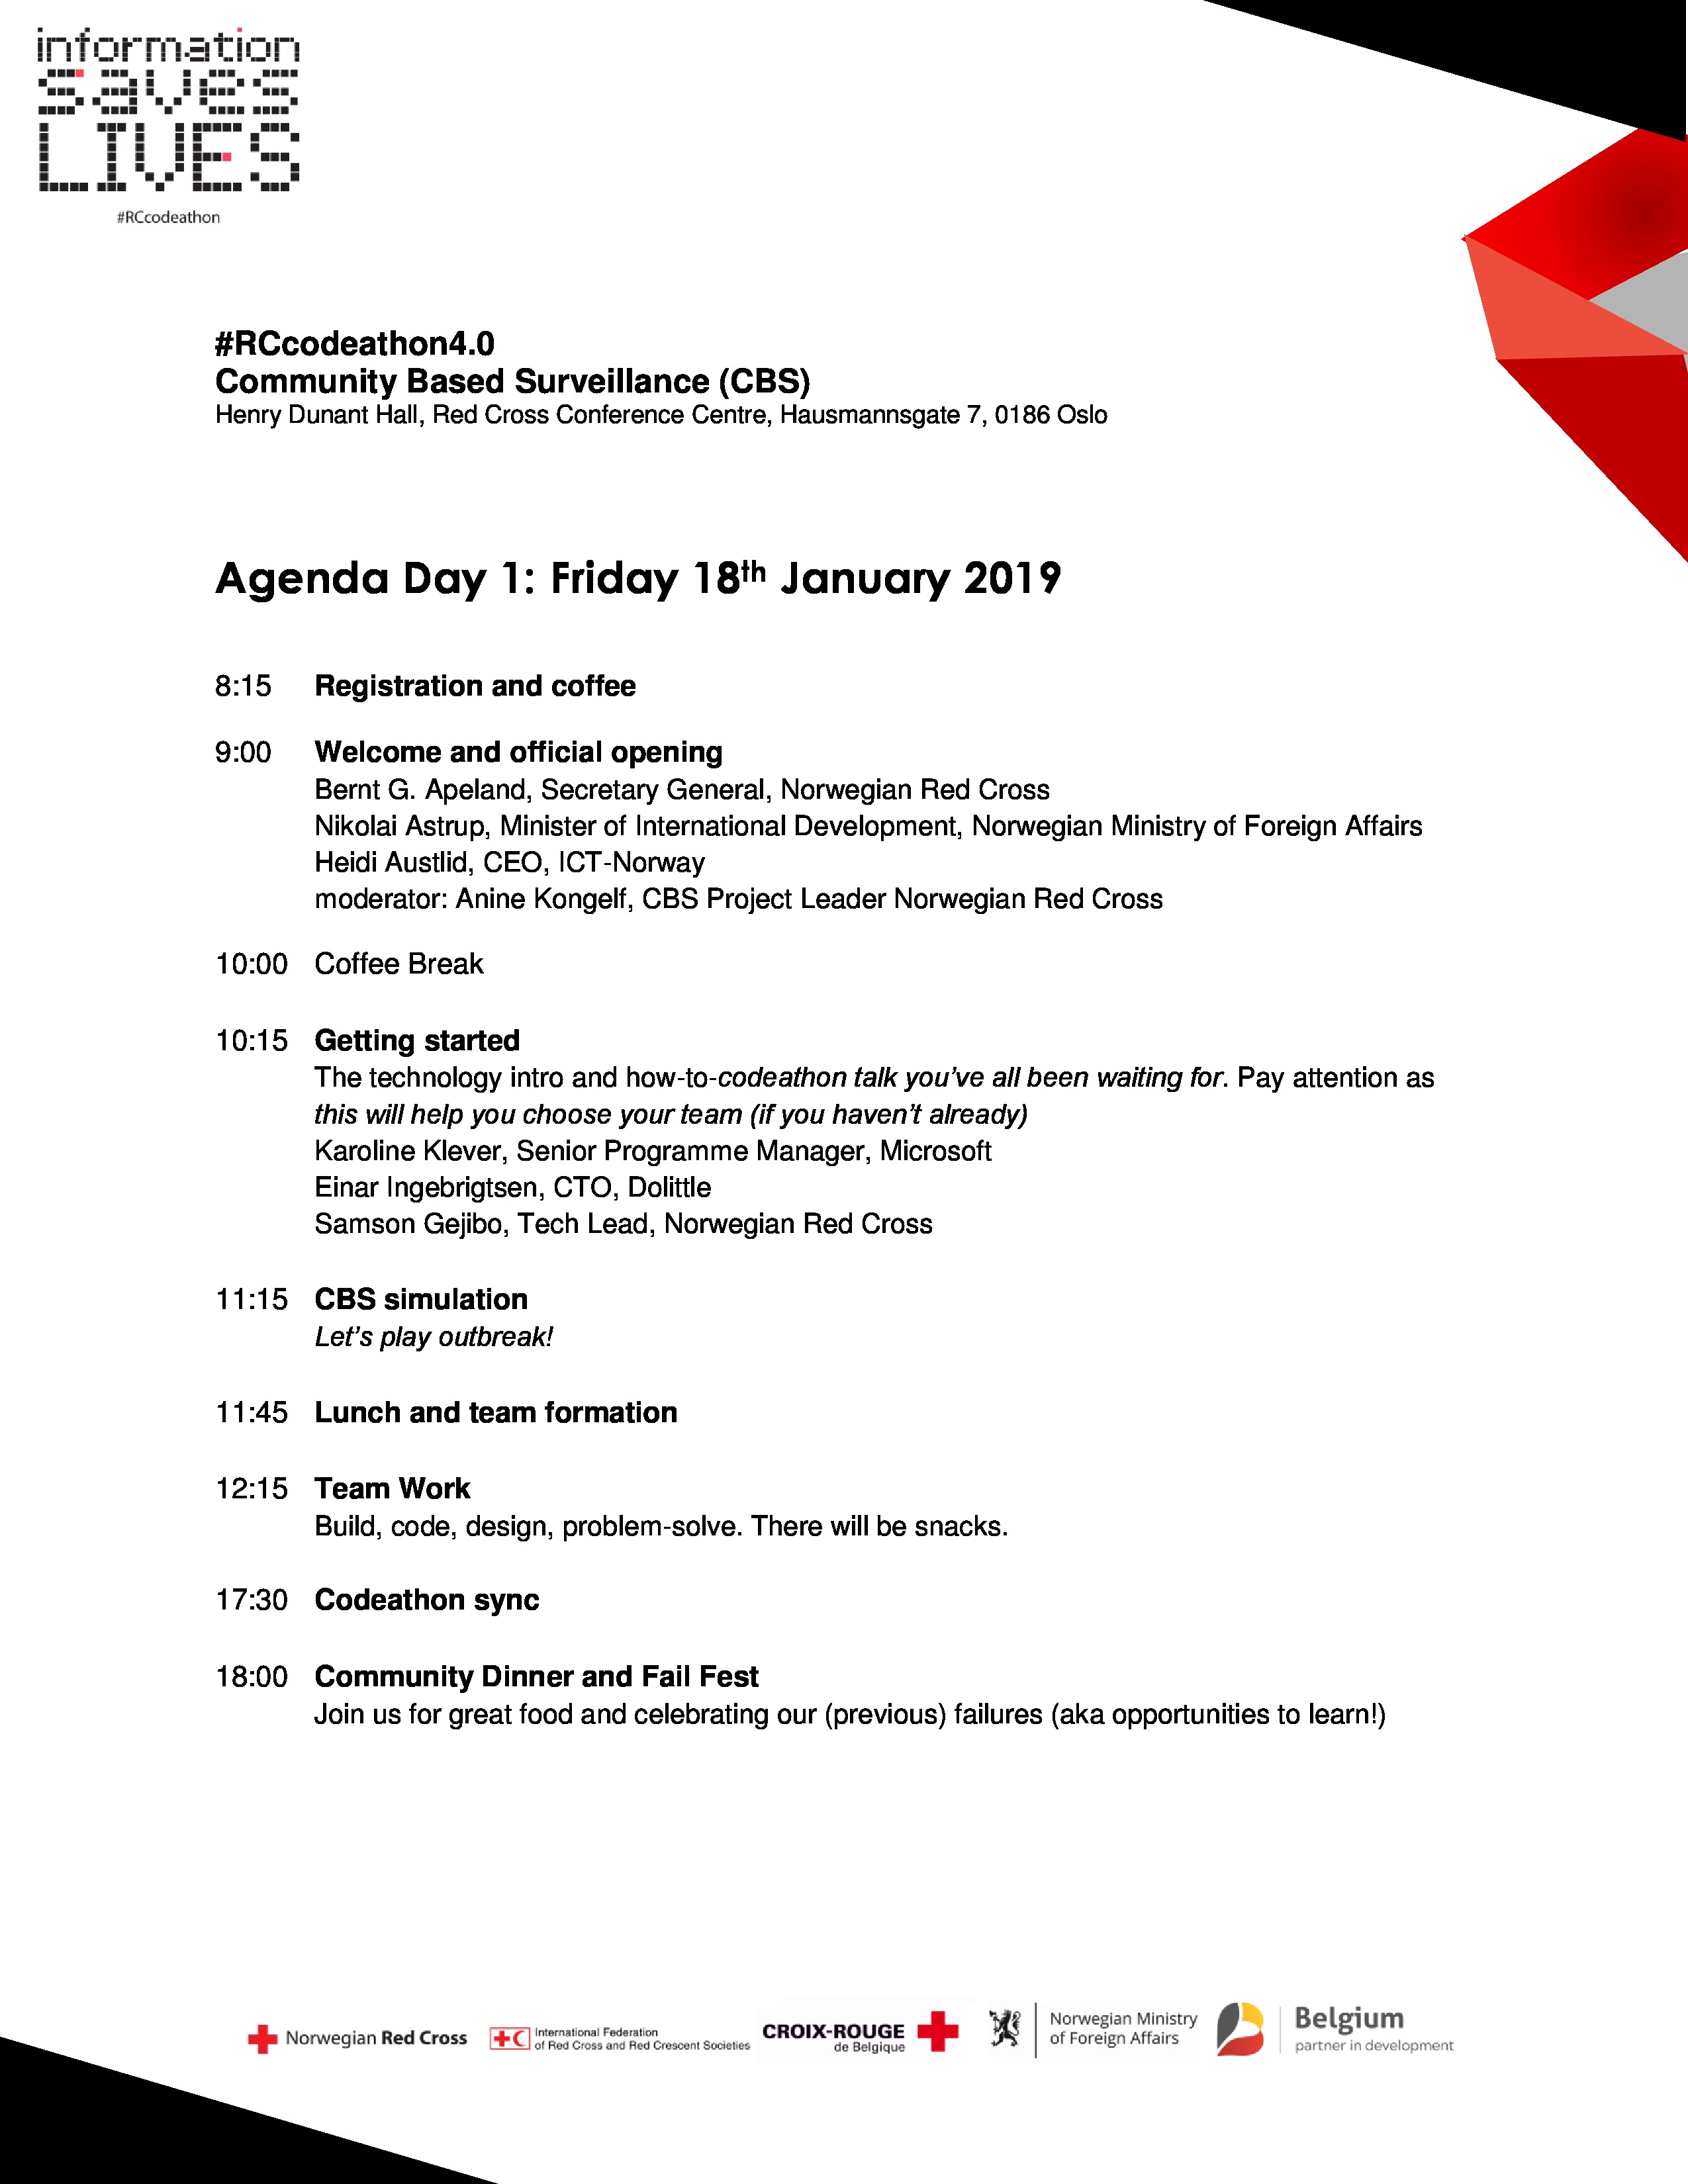 information
saves
LIVES
#RCcodeathon
#RCcodeathon4.0
Community Based Surveillance (CBS)
Henry Dunant Hall, Red Cross Conference Centre, Hausmannsgate 7, 0186 Oslo
Agenda Day 1: Friday 18th January 2019
8:15 Registration and coffee
9:00 Welcome and official opening
Bernt G. Apeland, Secretary General, Norwegian Red Cross
Nikolai Astrup, Minister of International Development, Norwegian Ministry of Foreign Affairs
Heidi Austlid, CEO, ICT-Norway
moderator: Anine Kongelf, CBS Project Leader Norwegian Red Cross
10:00 Coffee Break
10:15 Getting started
The technology intro and how-to-codeathon talk you've all been waiting for. Pay attention as
this will help you choose your team (if you haven't already)
Karoline Klever, Senior Programme Manager, Microsoft
Einar Ingebrigtsen, CTO, Dolittle
Samson Gejibo, Tech Lead, Norwegian Red Cross
11:15 CBS simulation
Let's play outbreak!
11:45 Lunch and team formation
12:15 Team Work
Build, code, design, problem-solve. There will be snacks.
17:30 Codeathon sync
18:00 Community Dinner and Fail Fest
Join us for great food and celebrating our (previous) failures (aka opportunities to learn!)
Norwegian Red Cross
International Federation
of Red Cross and Red Crescent Societies
CROIX-ROUGE
de Belgique
Norwegian Ministry
of Foreign Affairs
Belgium
partner in development